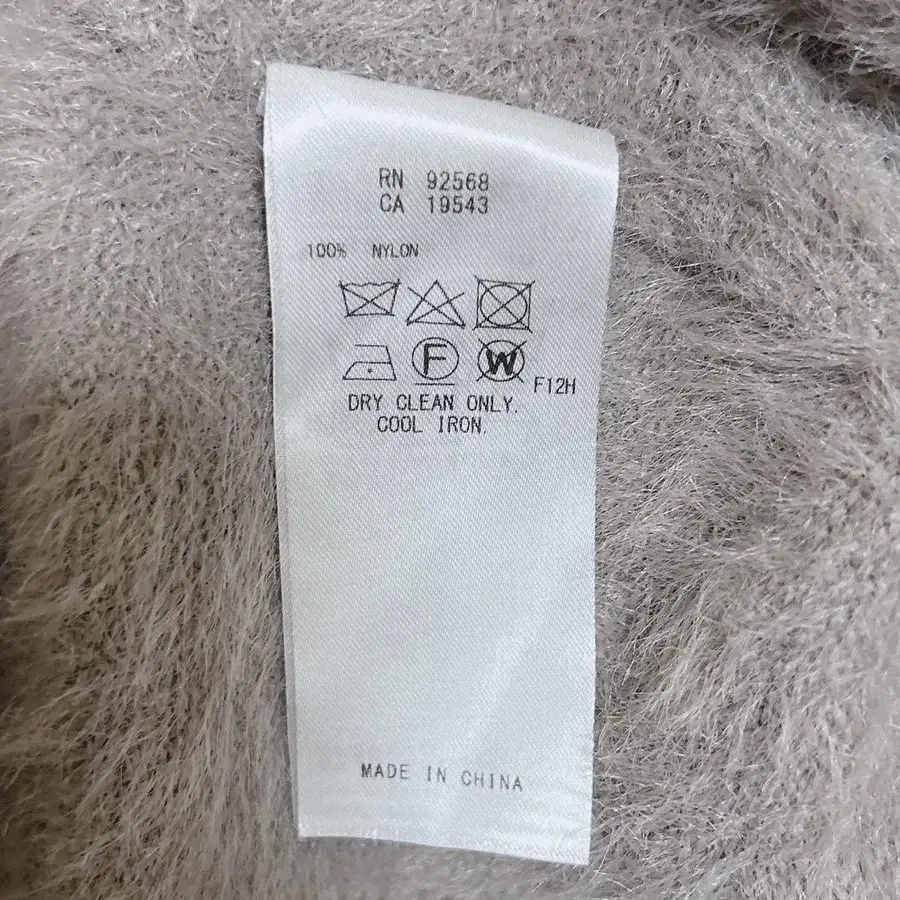 RN 92568
CA 19543
100% NYLON
F W F12H
DRY CLEAN ONLY.
COOL IRON.
MADE IN CHINA